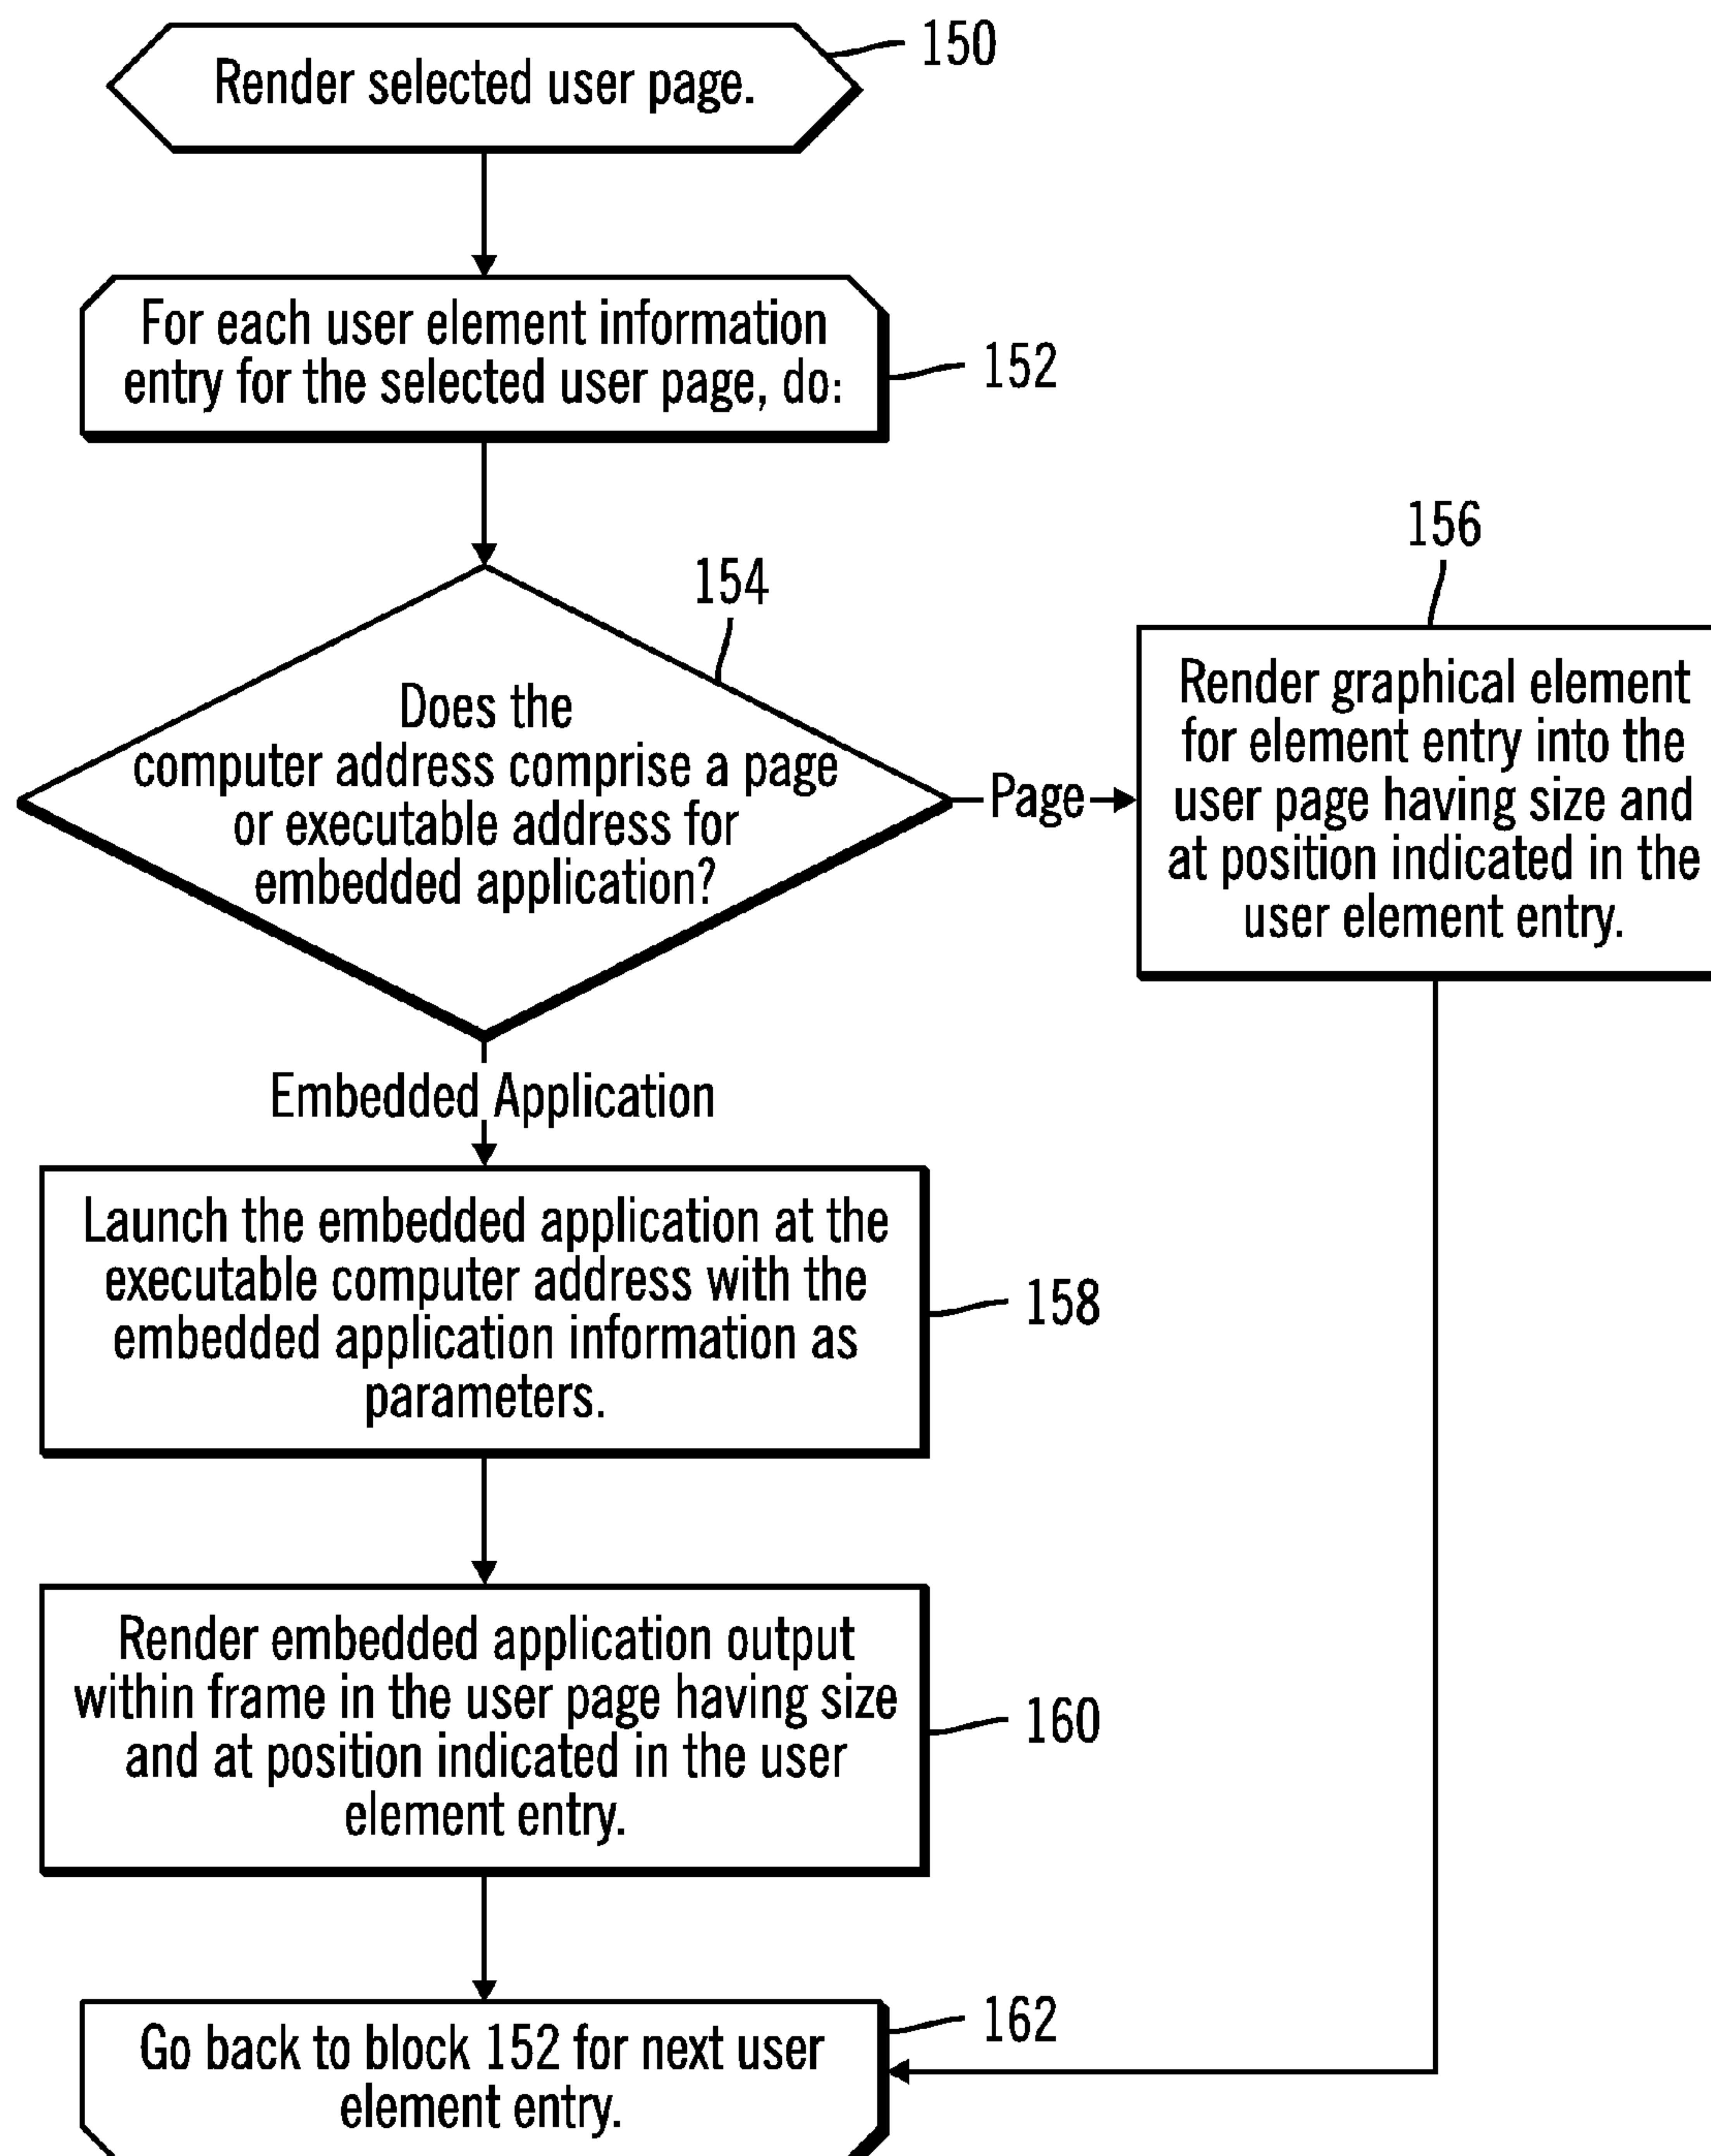 150
Render selected user page.
For each user element information
entry for the selected user page, do:
152
154
Does the
computer address comprise a page
or executable address for
embedded application?
Page
156
Render graphical element
for element entry into the
user page having size and
at position indicated in the
user element entry.
Embedded Application
Launch the embedded application at the
executable computer address with the
embedded application information as
parameters.
158
Render embedded application output
within frame in the user page having size
and at position indicated in the user
element entry.
160
162
Go back to block 152 for next user
element entry.